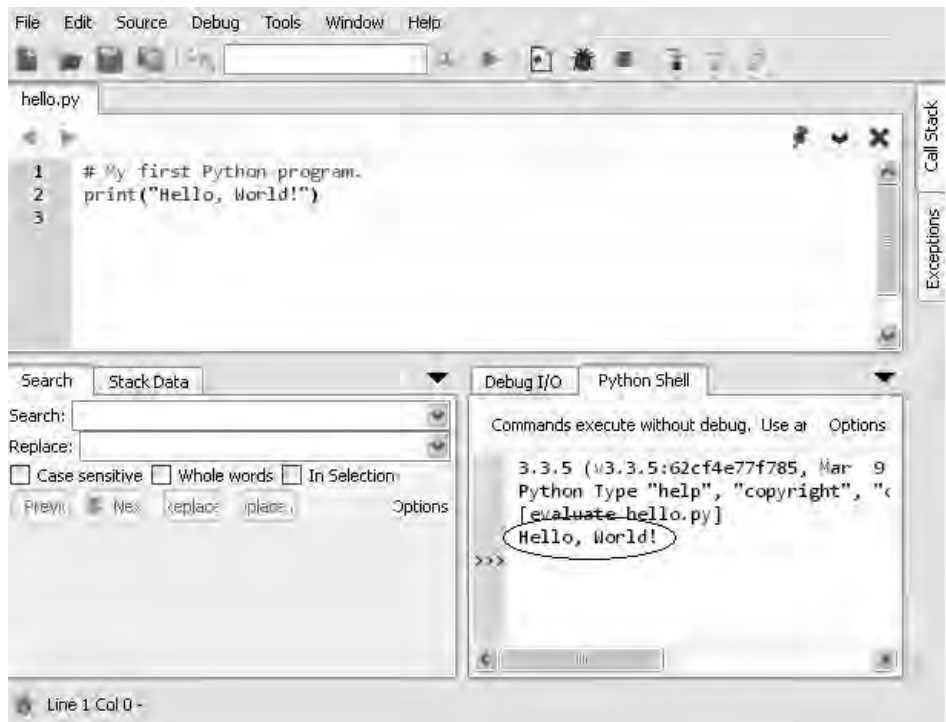 File Edit Source Debug Tools Window Help
hello.py
1 # My first Python program.
2 print("Hello, World!")
3
Call Stack
Exceptions
Search Stack Data
Search:
Replace:
Case sensitive Whole words In Selection
Options
Debug I/O Python Shell
Commands execute without debug. Use ar Options
3.3.5 (v3.3.5:62cf4e77f785, Mar 9
Python Type "help", "copyright", "c
[evaluate hello.py]
Hello, World!
>>>
Line 1 Col 0 -